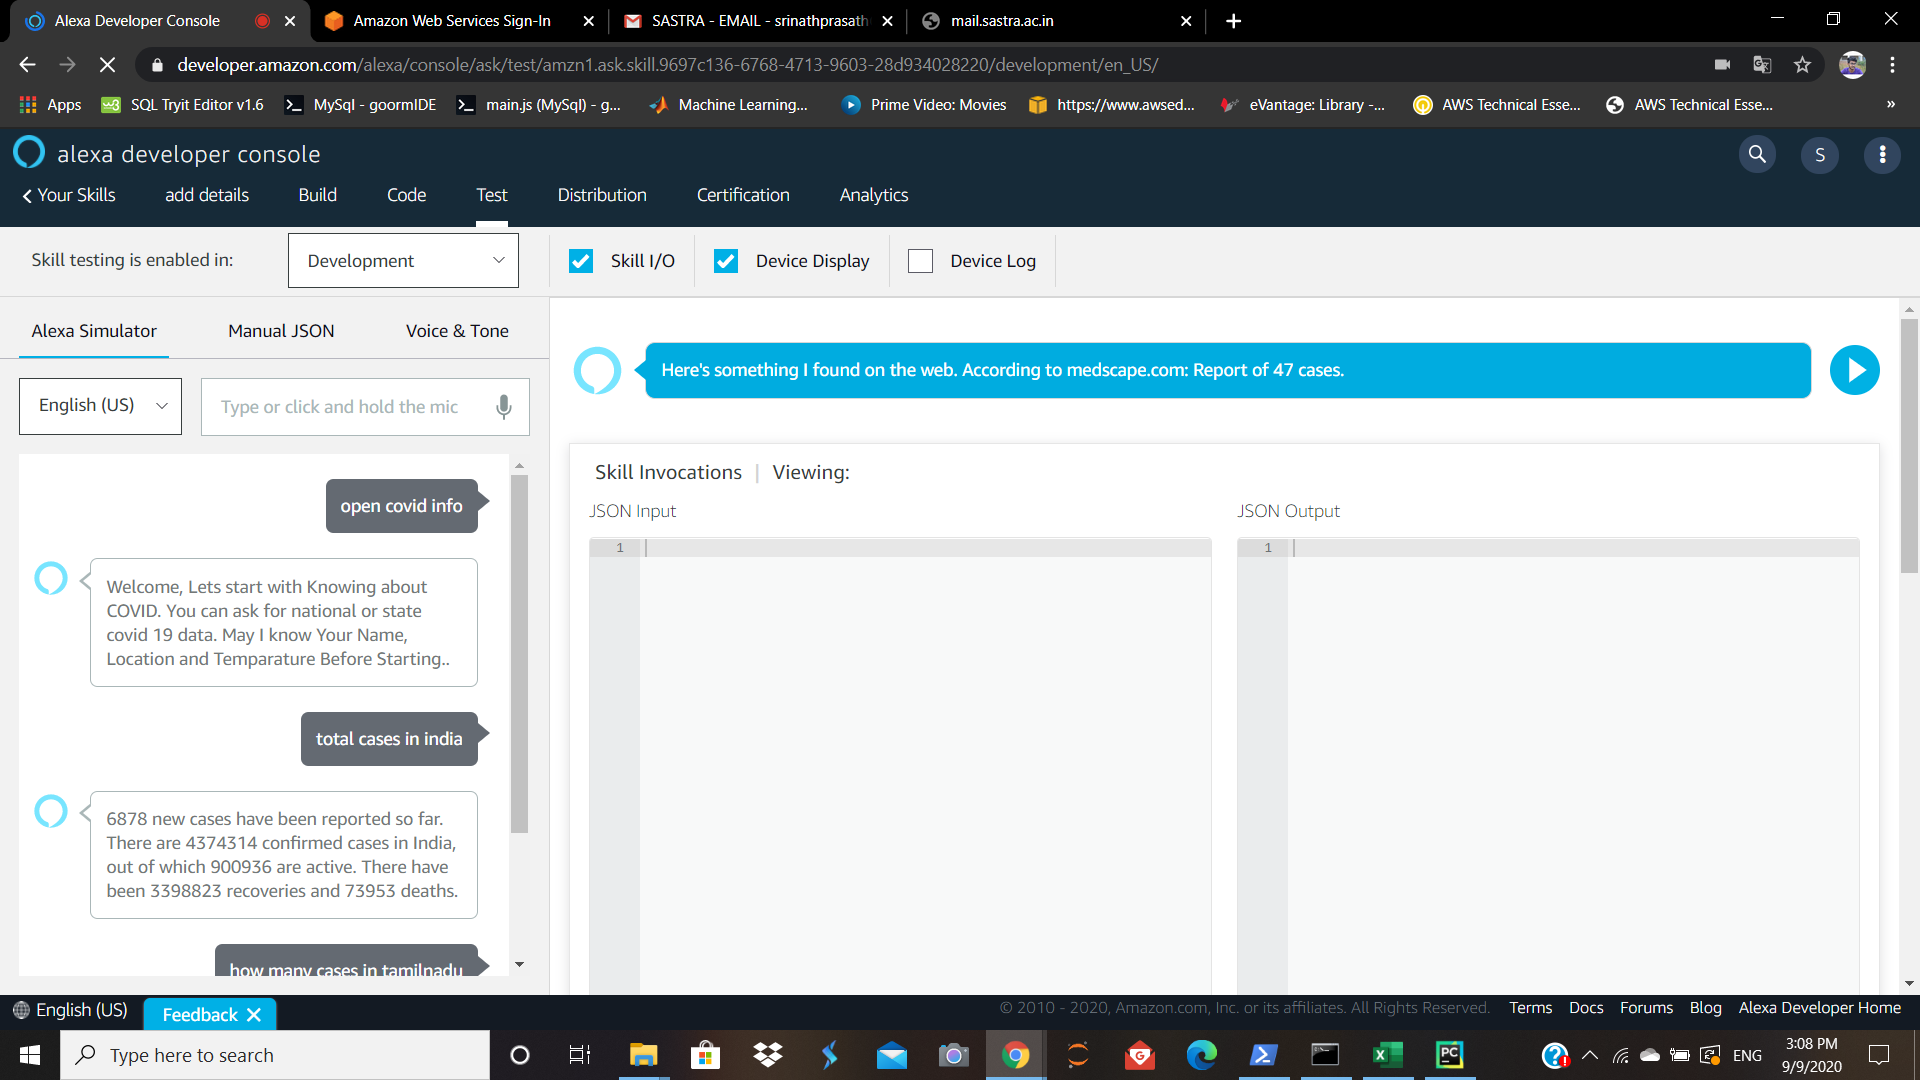 Alexa Developer Console
Amazon Web Services Sign-In
SASTRA - EMAIL - srinathprasath
mail.sastra.ac.in
developer.amazon.com/alexa/console/ask/test/amzn1.ask.skill.9697c136-6768-4713-9603-28d934028220/development/en_US/
Apps
SQL Tryit Editor v1.6
MySql - goormIDE
main.js (MySql) - g...
Machine Learning...
Prime Video: Movies
https://www.awsed...
eVantage: Library -...
AWS Technical Esse...
AWS Technical Esse...
»
alexa developer console
S
Your Skills
add details
Build
Code
Test
Distribution
Certification
Analytics
Skill testing is enabled in:
Development
Skill I/O
Device Display
Device Log
Alexa Simulator
Manual JSON
Voice & Tone
English (US)
Type or click and hold the mic
open covid info
Welcome, Lets start with Knowing about
COVID. You can ask for national or state
covid 19 data. May I know Your Name,
Location and Temparature Before Starting..
total cases in india
6878 new cases have been reported so far.
There are 4374314 confirmed cases in India,
out of which 900936 are active. There have
been 3398823 recoveries and 73953 deaths.
how many cases in tamilnadu
Here's something I found on the web. According to medscape.com: Report of 47 cases.
Skill Invocations | Viewing:
JSON Input
1
JSON Output
1
English (US)
Feedback
© 2010 - 2020, Amazon.com, Inc. or its affiliates. All Rights Reserved.
Terms
Docs
Forums
Blog
Alexa Developer Home
Type here to search
PC
ENG
3:08 PM
9/9/2020